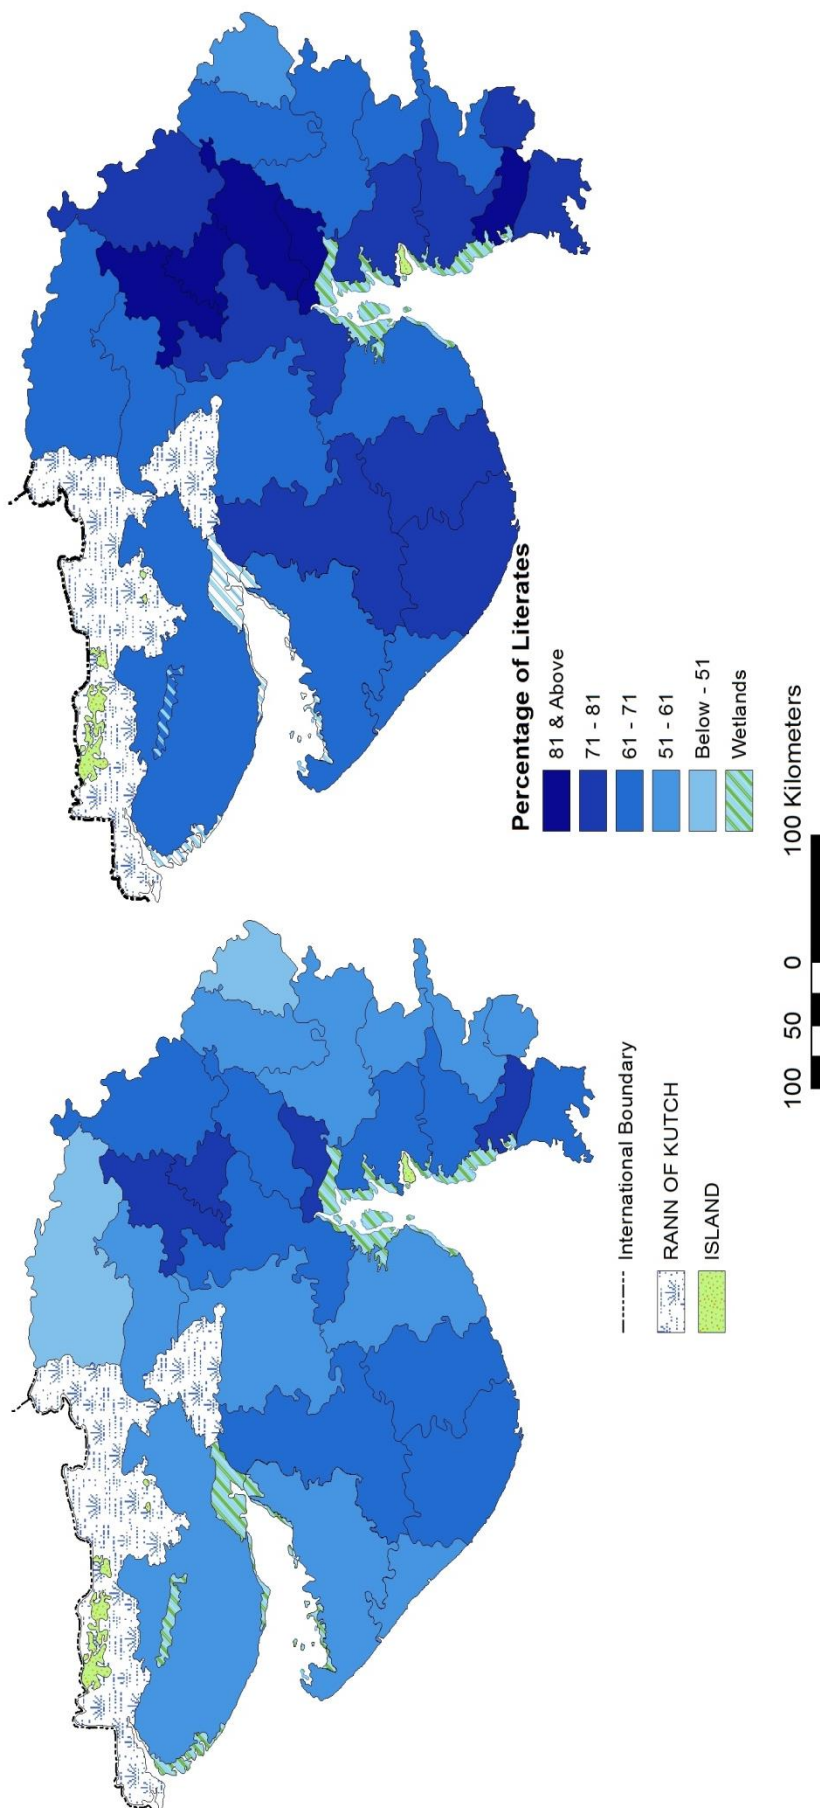 Percentage of Literates
81 & Above
71 - 81
61 - 71
51 - 61
Below - 51
Wetlands
International Boundary
RANN OF KUTCH
ISLAND
100 50 0 100 Kilometers